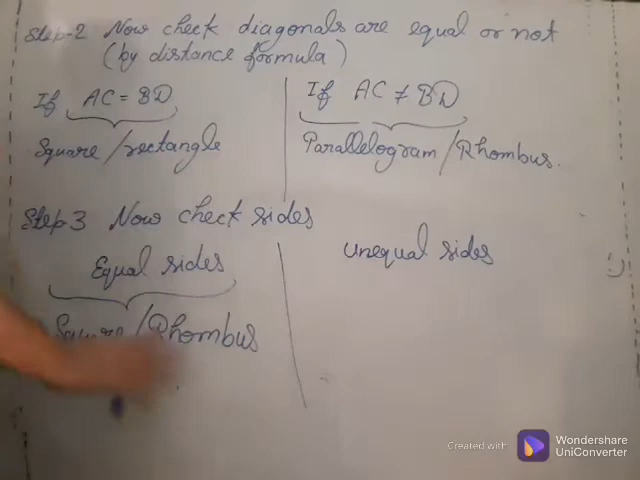 Step-2 Now check diagonals are equal or not
(by distance formula)
If AC = BD
Square/rectangle
If AC ≠ BD
Parallelogram/Rhombus.
Step 3 Now check sides
Equal sides
Square/Rhombus
unequal sides
Created with Wondershare UniConverter